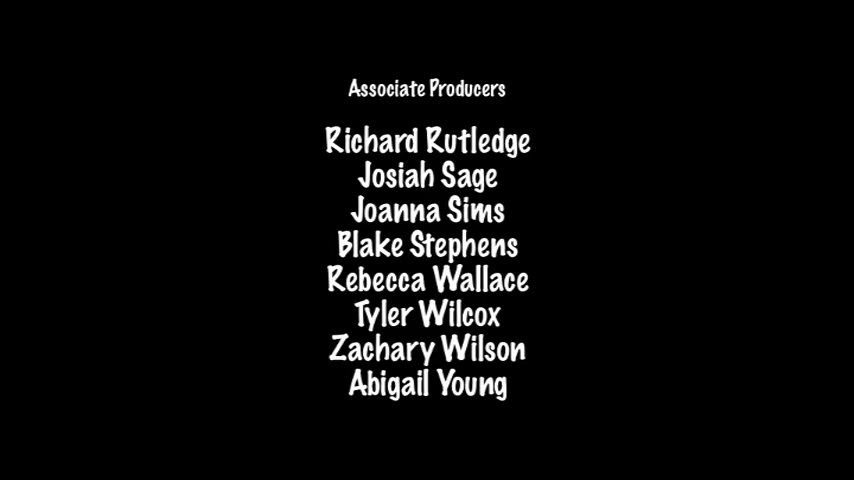 Associate Producers
Richard Rutledge
Josiah Sage
Joanna Sims
Blake Stephens
Rebecca Wallace
Tyler Wilcox
Zachary Wilson
Abigail Young